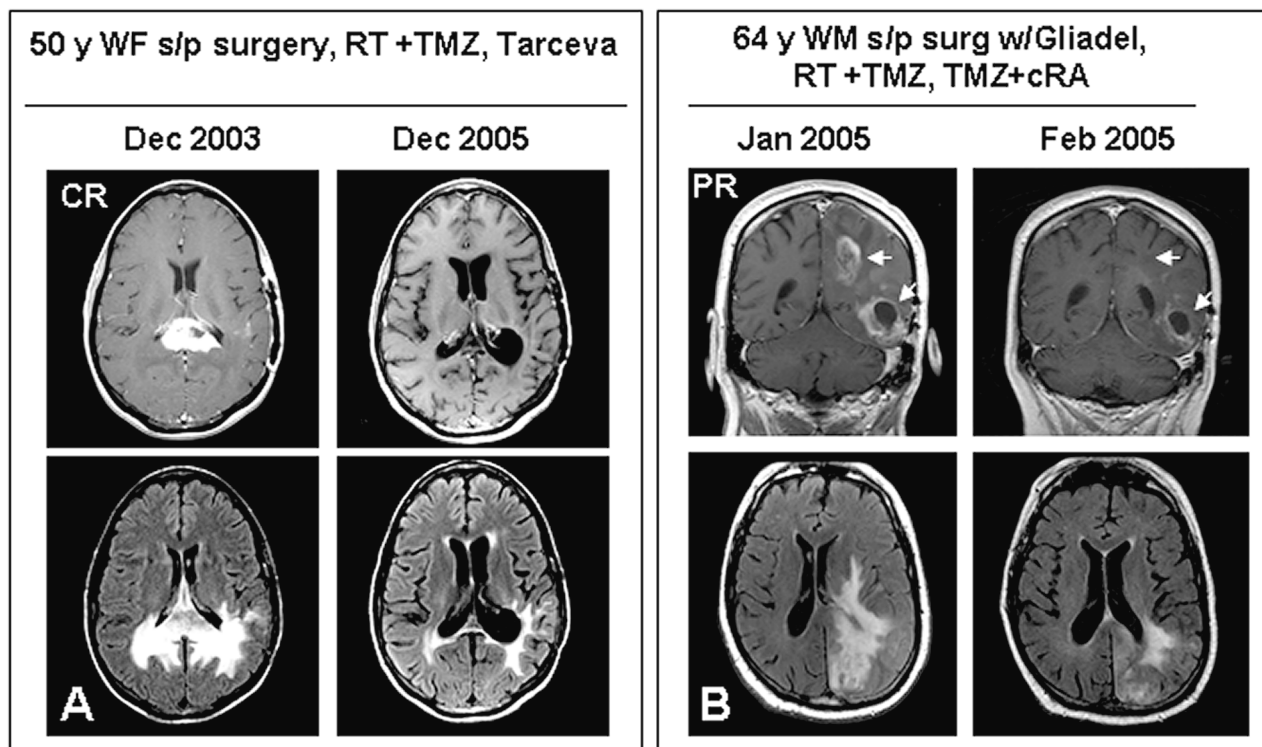 50 y WF s/p surgery, RT +TMZ, Tarceva
Dec 2003
Dec 2005
CR
A
64 y WM s/p surg w/Gliadel,
RT +TMZ, TMZ+cRA
Jan 2005
Feb 2005
PR
B